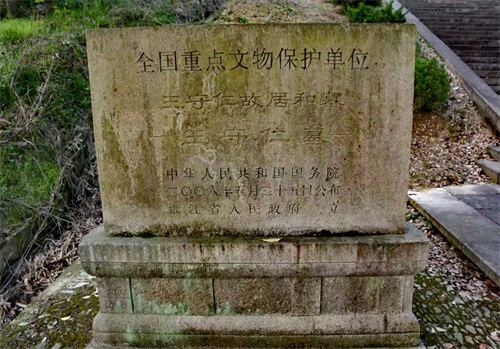 全国重点文物保护单位
王守仁故居和墓
—王守仁墓—
中华人民共和国国务院
二〇〇八年五月二十五日公布
浙江省人民政府 立